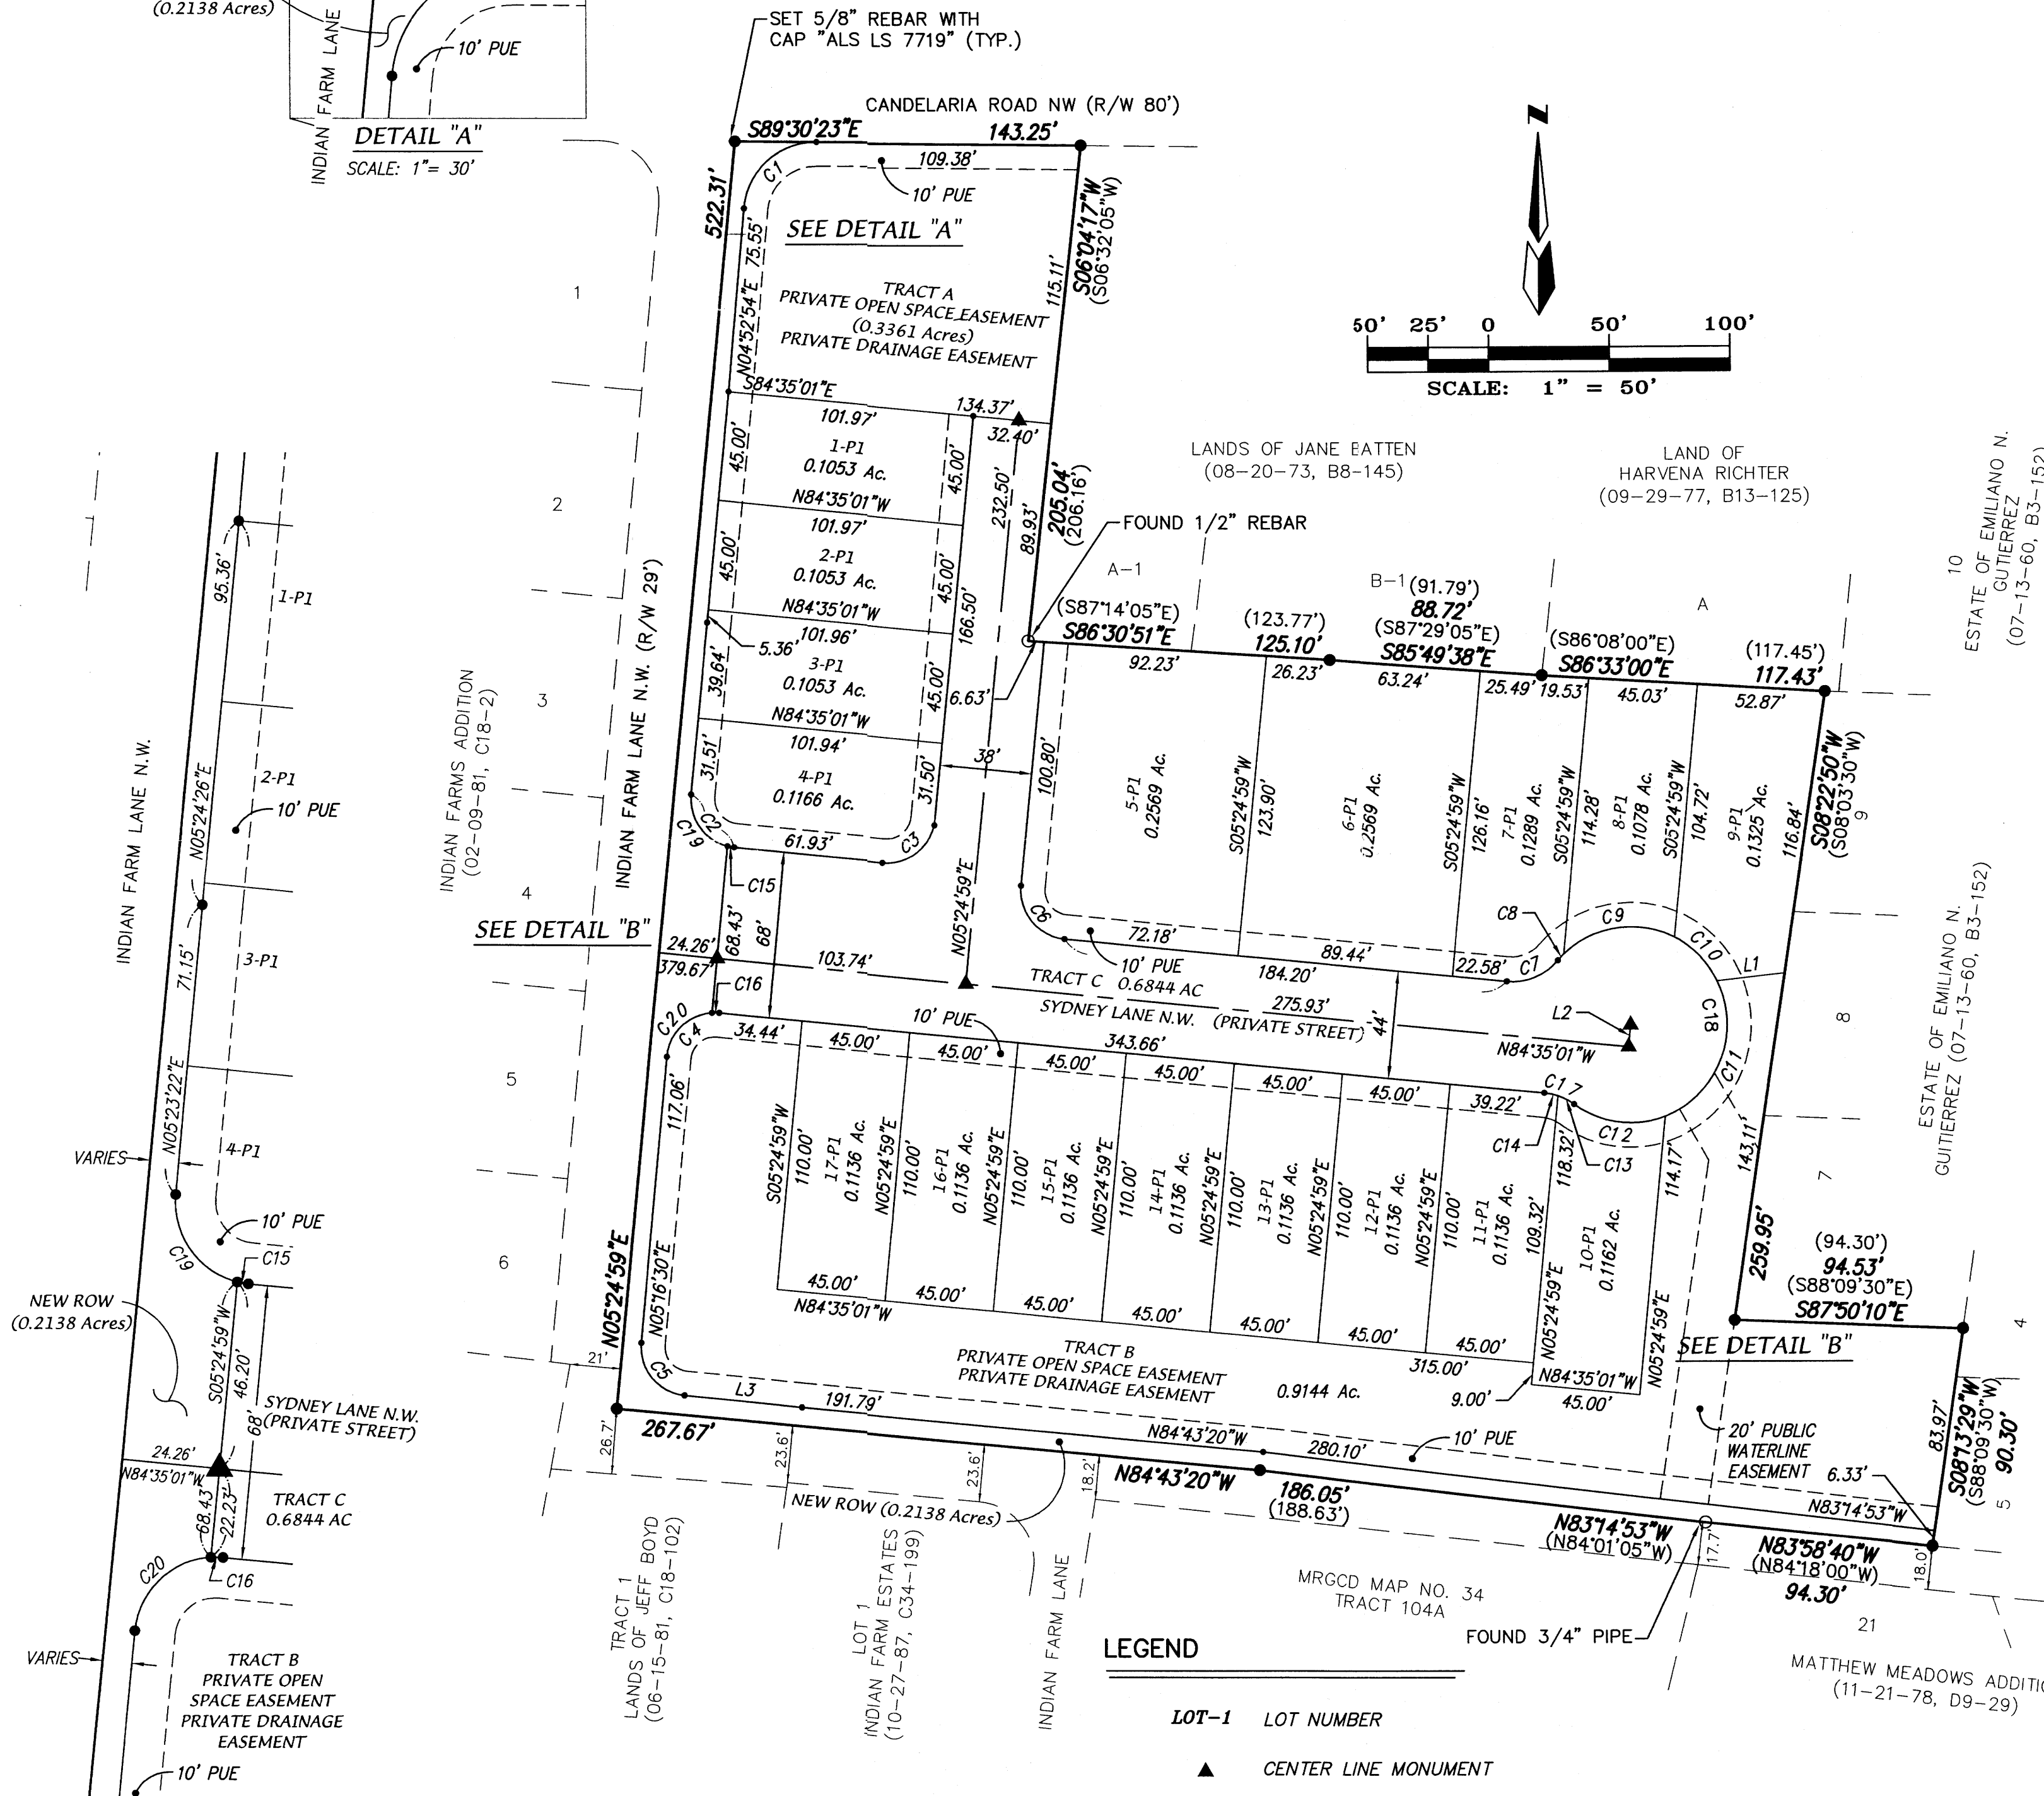 (0.2138 Acres)
INDIAN FARM LANE
10' PUE
DETAIL "A"
SCALE: 1"= 30'
SET 5/8" REBAR WITH
CAP "ALS LS 7719" (TYP.)
CANDELARIA ROAD NW (R/W 80')
S89°30'23"E 143.25'
109.38'
10' PUE
C1
522.31'
SEE DETAIL "A"
N04°52'54"E 75.55'
S06°04'17"W
(S06°32'05"W)
115.11'
TRACT A
PRIVATE OPEN SPACE EASEMENT
(0.3361 Acres)
PRIVATE DRAINAGE EASEMENT
50' 25' 0 50' 100'
SCALE: 1" = 50'
N
S84°35'01"E
134.37'
101.97'
32.40'
1-P1
0.1053 Ac.
45.00'
45.00'
N84°35'01"W
101.97'
2-P1
0.1053 Ac.
45.00'
45.00'
N84°35'01"W
101.96'
5.36'
3-P1
0.1053 Ac.
39.64'
45.00'
166.50'
232.50'
89.93'
205.04'
(206.16')
6.63'
N84°35'01"W
101.94'
4-P1
0.1166 Ac.
31.51'
31.50'
38'
C2
C19
61.93'
C3
C15
FOUND 1/2" REBAR
LANDS OF JANE BATTEN
(08-20-73, B8-145)
LAND OF
HARVENA RICHTER
(09-29-77, B13-125)
10
ESTATE OF EMILIANO N.
GUTIERREZ
(07-13-60, B3-152)
A-1
B-1
A
(S87°14'05"E)
S86°30'51"E
(123.77')
125.10'
(91.79')
88.72'
(S87°29'05"E)
S85°49'38"E
(S86°08'00"E)
S86°33'00"E
(117.45')
117.43'
92.23'
26.23'
63.24'
25.49'
19.53'
45.03'
52.87'
S08°22'50"W
(S08°03'30"W)
9
100.80'
5-P1
0.2569 Ac.
S05°24'59"W
123.90'
6-P1
0.2569 Ac.
S05°24'59"W
126.16'
7-P1
0.1289 Ac.
S05°24'59"W
114.28'
8-P1
0.1078 Ac.
S05°24'59"W
104.72'
9-P1
0.1325 Ac.
116.84'
1
2
3
4
5
6
INDIAN FARMS ADDITION
(02-09-81, C18-2)
INDIAN FARM LANE N.W. (R/W 29')
SEE DETAIL "B"
24.26'
379.67'
68.43'
68'
103.74'
N05°24'59"E
C16
C20
C4
C6
72.18'
89.44'
184.20'
22.58'
C7
C8
C9
C10
L1
C18
C11
L2
10' PUE
TRACT C 0.6844 AC
SYDNEY LANE N.W. (PRIVATE STREET)
275.93'
44'
N84°35'01"W
8
ESTATE OF EMILIANO N.
GUITIERREZ (07-13-60, B3-152)
7
34.44'
10' PUE
343.66'
45.00'
45.00'
45.00'
45.00'
45.00'
45.00'
39.22'
C17
C14
C13
C12
117.06'
N05°16'30"E
N05°24'59"E
S05°24'59"W
110.00'
17-P1
0.1136 Ac.
N05°24'59"E
110.00'
16-P1
0.1136 Ac.
N05°24'59"E
110.00'
15-P1
0.1136 Ac.
N05°24'59"E
110.00'
14-P1
0.1136 Ac.
N05°24'59"E
110.00'
13-P1
0.1136 Ac.
N05°24'59"E
110.00'
12-P1
0.1136 Ac.
N05°24'59"E
110.00'
11-P1
0.1136 Ac.
109.32'
118.32'
N05°24'59"E
10-P1
0.1162 Ac.
114.17'
N05°24'59"E
143.11'
259.95'
45.00'
N84°35'01"W
45.00'
45.00'
45.00'
45.00'
45.00'
45.00'
315.00'
9.00'
N84°35'01"W
45.00'
(94.30')
94.53'
(S88°09'30"E)
S87°50'10"E
SEE DETAIL "B"
4
TRACT B
PRIVATE OPEN SPACE EASEMENT
PRIVATE DRAINAGE EASEMENT
0.9144 Ac.
C5
L3
191.79'
N84°43'20"W
280.10'
10' PUE
20' PUBLIC
WATERLINE
EASEMENT
6.33'
N83°14'53"W
83.97'
S08°13'29"W
(S88°09'30"W)
90.30'
5
21'
26.7'
267.67'
23.6'
23.6'
18.2'
N84°43'20"W
186.05'
(188.63')
N83°14'53"W
(N84°01'05"W)
17.7'
N83°58'40"W
(N84°18'00"W)
94.30'
18.0'
NEW ROW (0.2138 Acres)
TRACT 1
LANDS OF JEFF BOYD
(06-15-81, C18-102)
LOT 1
INDIAN FARM ESTATES
(10-27-87, C34-199)
INDIAN FARM LANE
MRGCD MAP NO. 34
TRACT 104A
FOUND 3/4" PIPE
21
MATTHEW MEADOWS ADDITIO
(11-21-78, D9-29)
LEGEND
LOT-1 LOT NUMBER
CENTER LINE MONUMENT
INDIAN FARM LANE N.W.
95.36'
N05°24'26"E
71.15'
N05°23'22"E
1-P1
2-P1
10' PUE
3-P1
4-P1
VARIES
10' PUE
C19
C15
NEW ROW
(0.2138 Acres)
S05°24'59"W
46.20'
68'
SYDNEY LANE N.W.
(PRIVATE STREET)
24.26'
N84°35'01"W
68.43'
22.23'
TRACT C
0.6844 AC
C20
C16
VARIES
TRACT B
PRIVATE OPEN
SPACE EASEMENT
PRIVATE DRAINAGE
EASEMENT
10' PUE